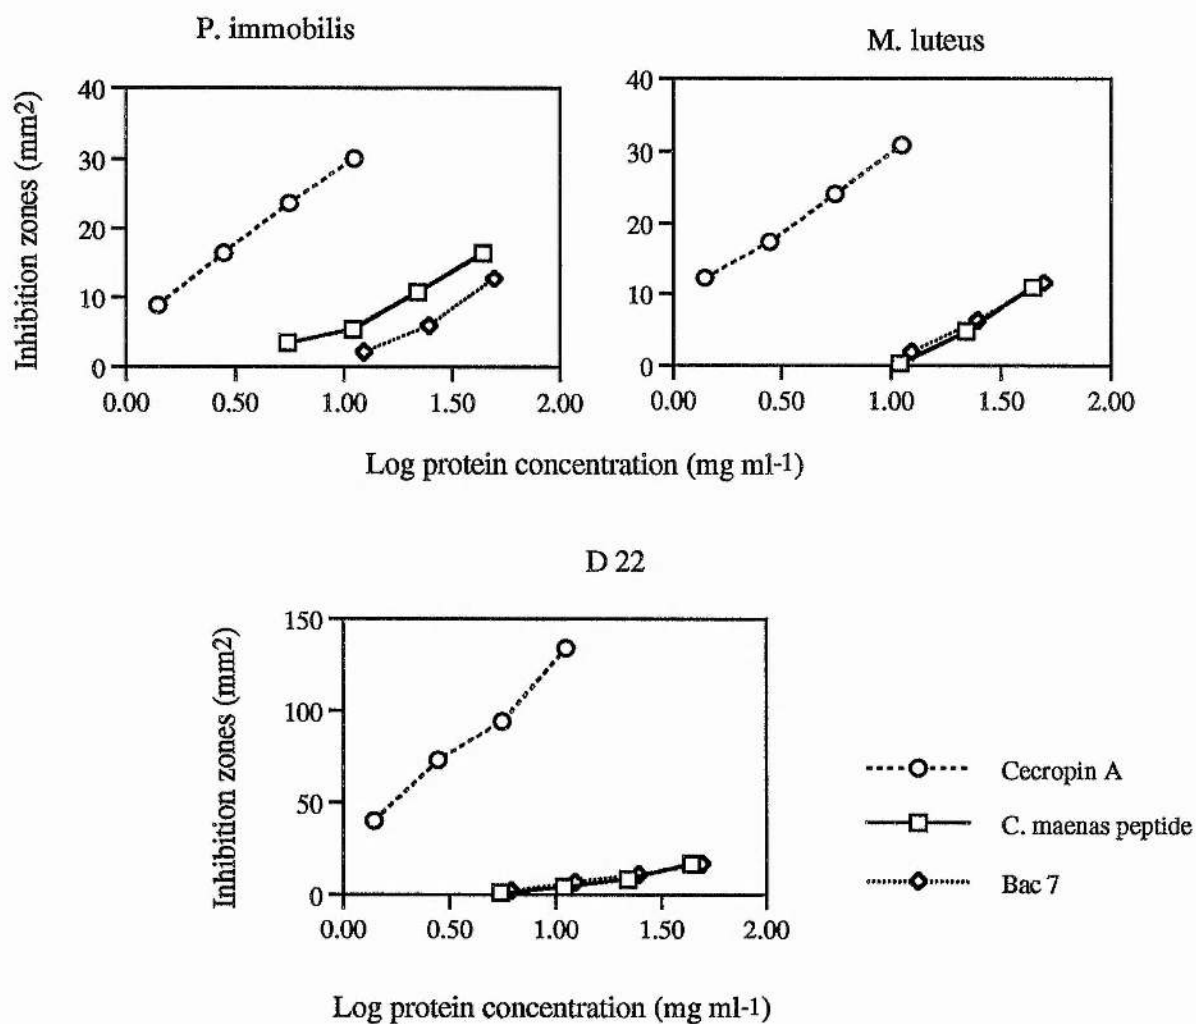 P. immobilis
M. luteus
Inhibition zones (mm2)
40
30
20
10
0
0.00 0.50 1.00 1.50 2.00
40
30
20
10
0
0.00 0.50 1.00 1.50 2.00
Log protein concentration (mg ml-1)
D 22
Inhibition zones (mm2)
150
100
50
0
0.00 0.50 1.00 1.50 2.00
Log protein concentration (mg ml-1)
Cecropin A
C. maenas peptide
Bac 7